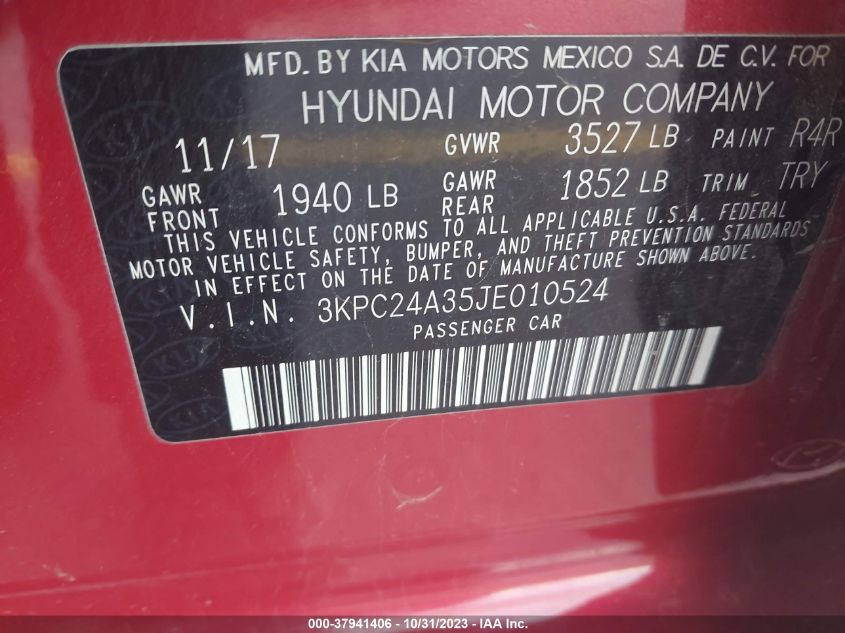 MFD. BY KIA MOTORS MEXICO S.A. DE C.V. FOR
HYUNDAI MOTOR COMPANY
11/17 GVWR 3527 LB PAINT R4R
GAWR FRONT 1940 LB GAWR REAR 1852 LB TRIM TRY
THIS VEHICLE CONFORMS TO ALL APPLICABLE U.S.A. FEDERAL
MOTOR VEHICLE SAFETY, BUMPER, AND THEFT PREVENTION STANDARDS
IN EFFECT ON THE DATE OF MANUFACTURE SHOWN ABOVE.
V.I.N. 3KPC24A35JE010524
PASSENGER CAR
000-37941406 - 10/31/2023 - IAA Inc.